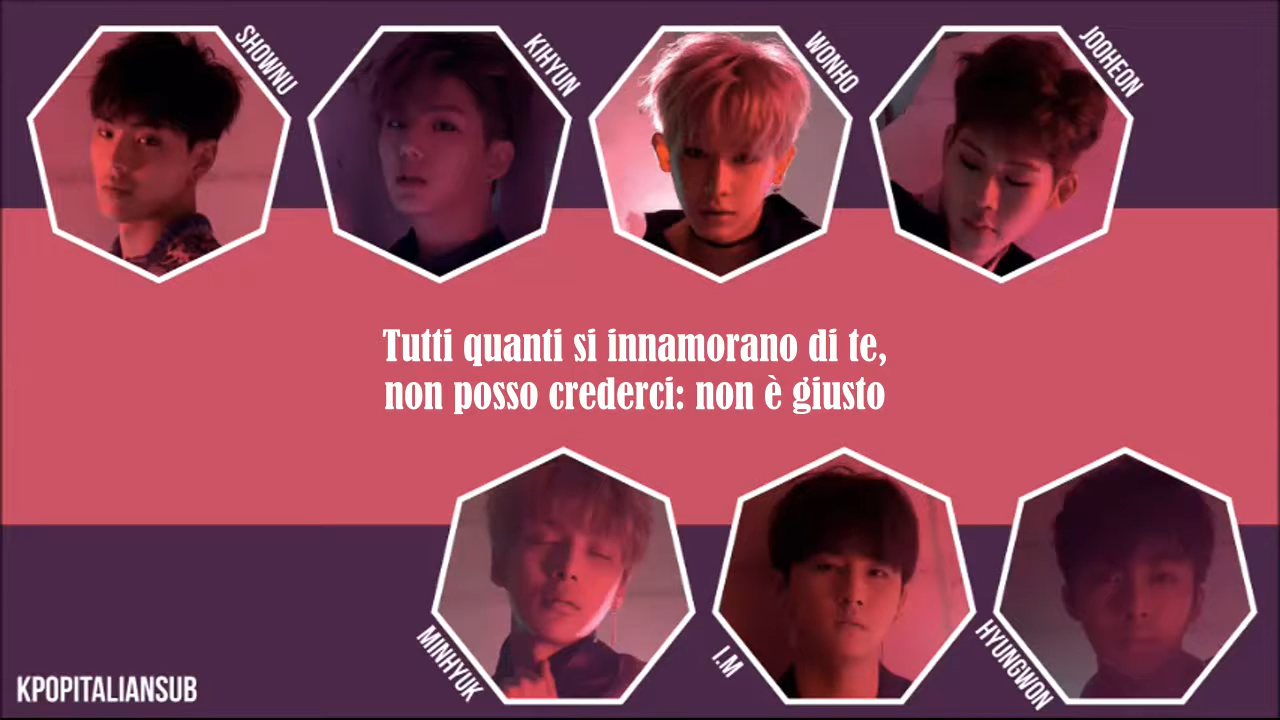 SHOWNU
KIHYUN
WONHO
JOOHEON
Tutti quanti si innamorano di te,
non posso crederci: non è giusto
MINHYUK
I.M
HYUNGWON
KPOPITALIANSUB